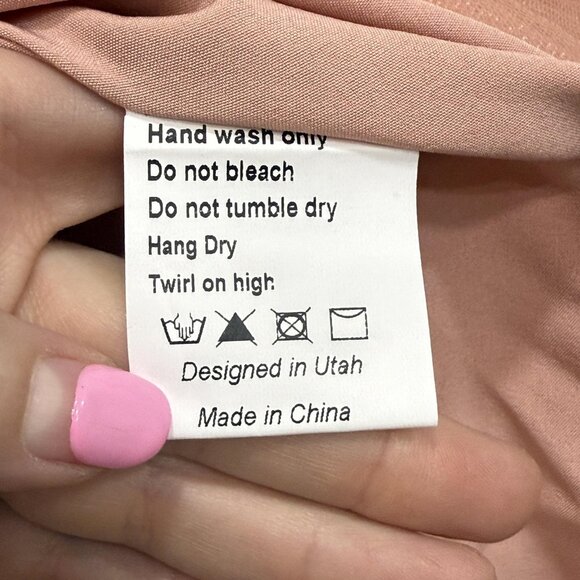 Hand wash only
Do not bleach
Do not tumble dry
Hang Dry
Twirl on high
Designed in Utah
Made in China